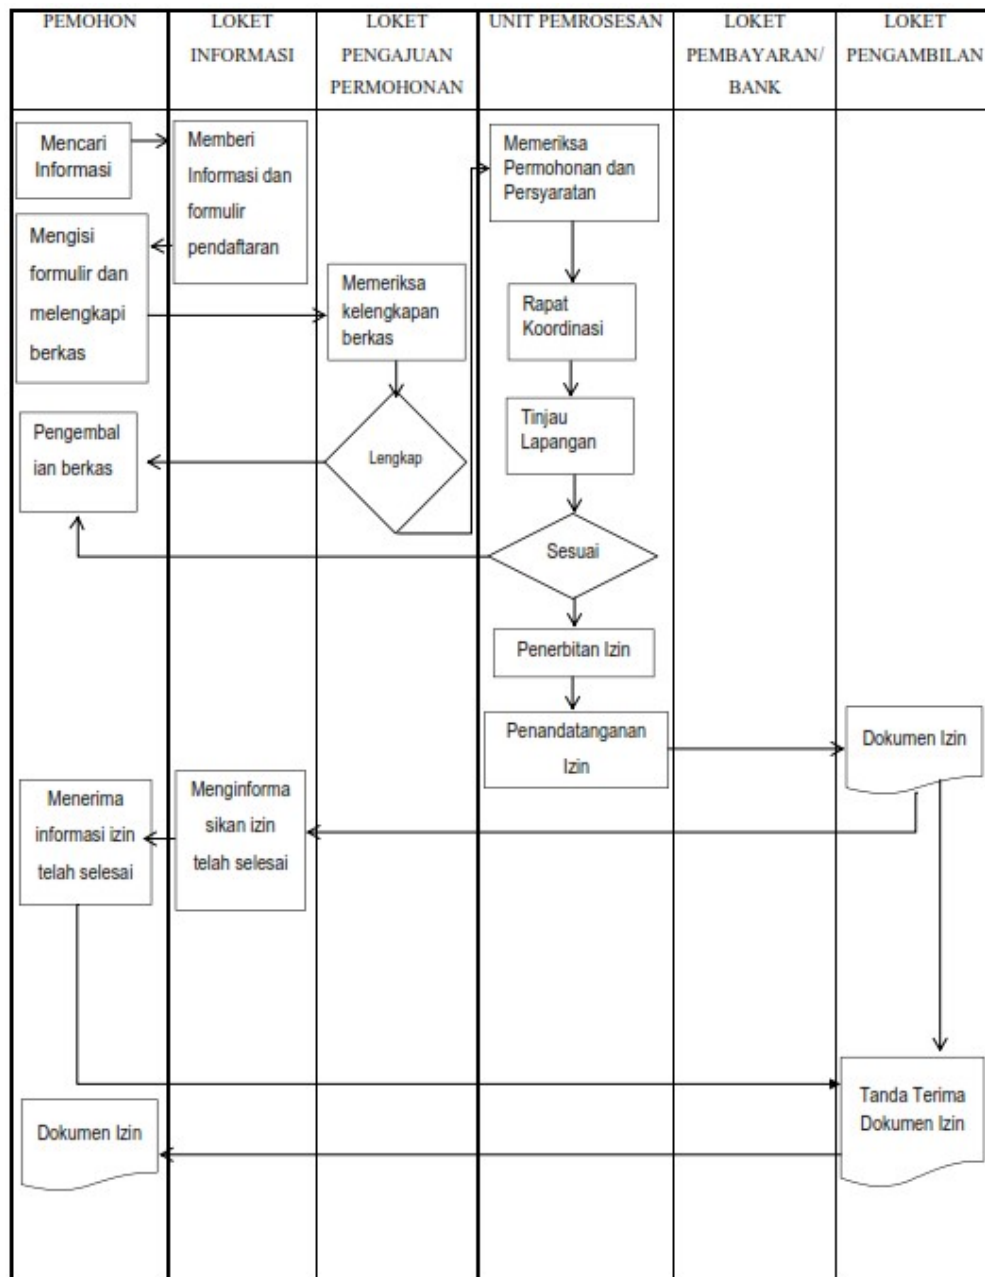 PEMOHON
LOKET
INFORMASI
LOKET
PENGAJUAN
PERMOHONAN
UNIT PEMROSESAN
LOKET
PEMBAYARAN/
BANK
LOKET
PENGAMBILAN
Mencari
Informasi
Memberi
Informasi dan
formulir
pendaftaran
Mengisi
formulir dan
melengkapi
berkas
Memeriksa
kelengkapan
berkas
Lengkap
Pengembal
ian berkas
Memeriksa
Permohonan dan
Persyaratan
Rapat
Koordinasi
Tinjau
Lapangan
Sesuai
Penerbitan Izin
Penandatanganan
Izin
Dokumen Izin
Menginforma
sikan izin
telah selesai
Menerima
informasi izin
telah selesai
Tanda Terima
Dokumen Izin
Dokumen Izin